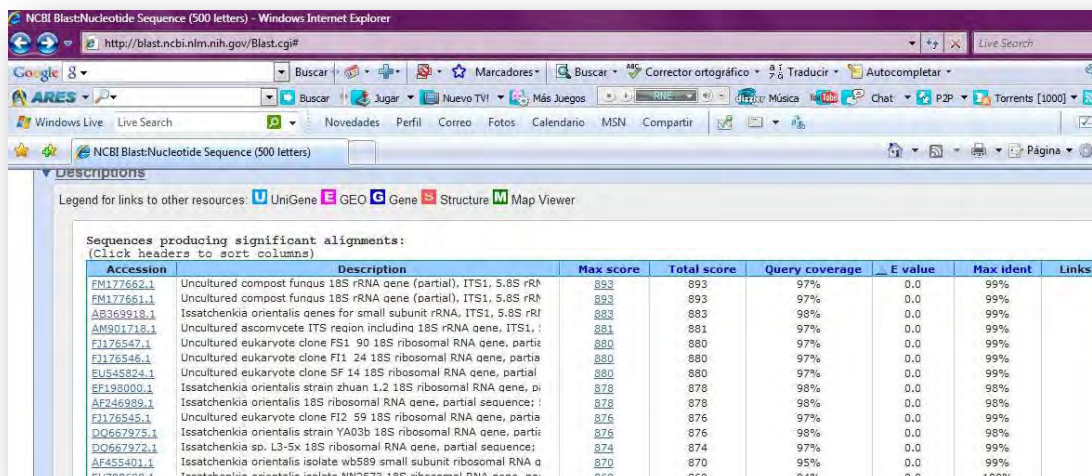 NCBI Blast:Nucleotide Sequence (500 letters) - Windows Internet Explorer
http://blast.ncbi.nlm.nih.gov/Blast.cgi# Live Search
Google Buscar Marcadores Buscar Corrector ortográfico Traducir Autocompletar
ARES Buscar Jugar Nuevo TV! Más Juegos RNE Música Chat P2P Torrents [1000]
Windows Live Live Search Novedades Perfil Correo Fotos Calendario MSN Compartir
NCBI Blast:Nucleotide Sequence (500 letters) Página
Descriptions
Legend for links to other resources: U UniGene E GEO G Gene S Structure M Map Viewer
Sequences producing significant alignments:
(Click headers to sort columns)
Accession Description Max score Total score Query coverage E value Max ident Links
FM177662.1 Uncultured compost fungus 18S rRNA gene (partial), ITS1, 5.8S rRN 893 893 97% 0.0 99%
FM177661.1 Uncultured compost fungus 18S rRNA gene (partial), ITS1, 5.8S rRN 893 893 97% 0.0 99%
AB369918.1 Issatchenkia orientalis genes for small subunit rRNA, ITS1, 5.8S rRN 883 883 98% 0.0 99%
AM901718.1 Uncultured ascomycete ITS region including 18S rRNA gene, ITS1, 881 881 97% 0.0 99%
FJ176547.1 Uncultured eukaryote clone FS1 90 18S ribosomal RNA gene, partia 880 880 97% 0.0 99%
FJ176546.1 Uncultured eukaryote clone FI1 24 18S ribosomal RNA gene, partia 880 880 97% 0.0 99%
EU545824.1 Uncultured eukaryote clone SF 14 18S ribosomal RNA gene, partial 880 880 97% 0.0 99%
EF198000.1 Issatchenkia orientalis strain zhuan 1.2 18S ribosomal RNA gene, pa 878 878 98% 0.0 98%
AF246989.1 Issatchenkia orientalis 18S ribosomal RNA gene, partial sequence; 878 878 98% 0.0 98%
FJ176545.1 Uncultured eukaryote clone FI2 59 18S ribosomal RNA gene, partia 876 876 97% 0.0 99%
DQ667975.1 Issatchenkia orientalis strain YA03b 18S ribosomal RNA gene, partia 876 876 98% 0.0 98%
DQ667972.1 Issatchenkia sp. L3-5x 18S ribosomal RNA gene, partial sequence; 874 874 97% 0.0 99%
AF455401.1 Issatchenkia orientalis isolate wb589 small subunit ribosomal RNA g 870 870 95% 0.0 99%